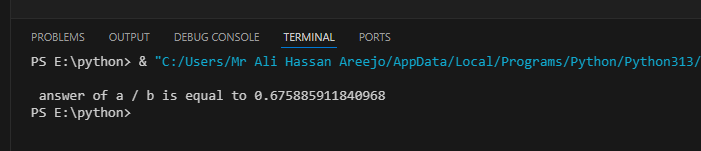 PROBLEMS OUTPUT DEBUG CONSOLE TERMINAL PORTS
PS E:\python> & "C:/Users/Mr Ali Hassan Areejo/AppData/Local/Programs/Python/Python313/
answer of a / b is equal to 0.675885911840968
PS E:\python>